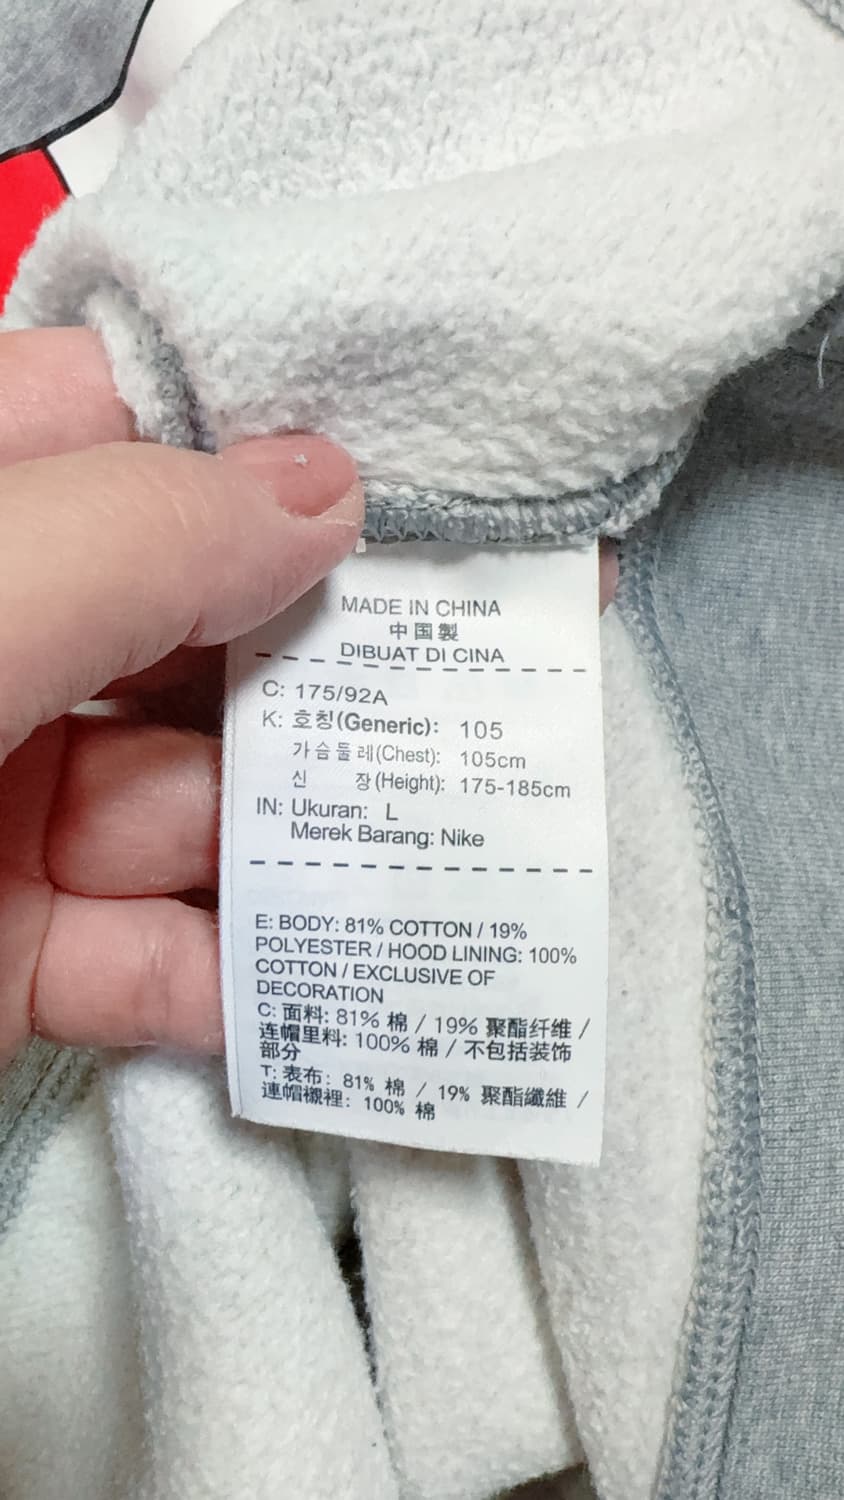 MADE IN CHINA
中国製
DIBUAT DI CINA
C: 175/92A
K: 호칭(Generic): 105
가슴둘레(Chest): 105cm
신 장(Height): 175-185cm
IN: Ukuran: L
Merek Barang: Nike
E: BODY: 81% COTTON / 19%
POLYESTER / HOOD LINING: 100%
COTTON / EXCLUSIVE OF
DECORATION
C: 面料: 81% 棉 / 19% 聚酯纤维 /
连帽里料: 100% 棉 / 不包括装饰
部分
T: 表布: 81% 棉 / 19% 聚酯纖維 /
連帽襯裡: 100% 棉